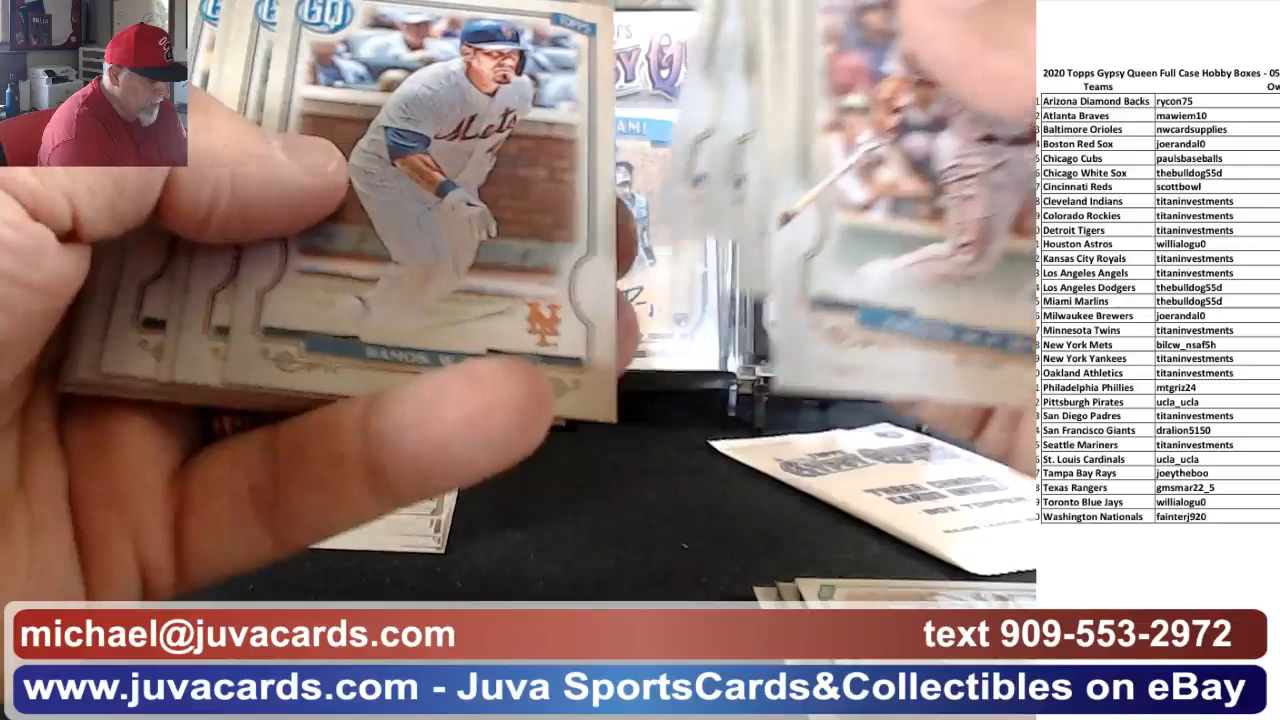 GQ
TOPPS
Mets
RAMOS
AMI
2020 Topps Gypsy Queen Full Case Hobby Boxes - 05
Teams Ow
Arizona Diamond Backs rycon75
Atlanta Braves mawiem10
Baltimore Orioles nwcardsupplies
Boston Red Sox joerandal0
Chicago Cubs paulsbaseballs
Chicago White Sox thebulldog55d
Cincinnati Reds scottbowl
Cleveland Indians titaninvestments
Colorado Rockies titaninvestments
Detroit Tigers titaninvestments
Houston Astros willialogu0
Kansas City Royals titaninvestments
Los Angeles Angels titaninvestments
Los Angeles Dodgers thebulldog55d
Miami Marlins thebulldog55d
Milwaukee Brewers joerandal0
Minnesota Twins titaninvestments
New York Mets bilcw_nsaf5h
New York Yankees titaninvestments
Oakland Athletics titaninvestments
Philadelphia Phillies mtgriz24
Pittsburgh Pirates ucla_ucla
San Diego Padres titaninvestments
San Francisco Giants dralion5150
Seattle Mariners titaninvestments
St. Louis Cardinals ucla_ucla
Tampa Bay Rays joeytheboo
Texas Rangers gmsmar22_5
Toronto Blue Jays willialogu0
Washington Nationals fainterj920
michael@juvacards.com text 909-553-2972
www.juvacards.com - Juva SportsCards&Collectibles on eBay